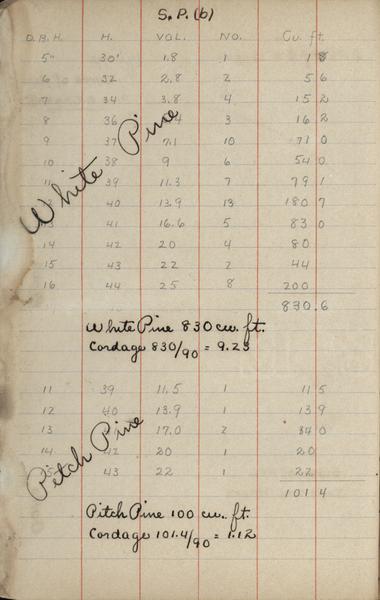 S.P.(b)
D.B.H. H. VOL. No. Cu. ft.
5" 30' 1.8 1 1 8
6 32 2.8 2 5 6
7 34 3.8 4 15 2
8 36 4 3 16 2
9 37 7.1 10 71 0
10 38 9 6 54 0
11 39 11.3 7 79 1
40 13.9 13 180 7
13 41 16.6 5 83 0
14 42 20 4 80
15 43 22 2 44
16 44 25 8 200
830.6
White Pine
White Pine 830 cu. ft.
Cordage 830/90 = 9.23
11 39 11.5 1 11 5
12 40 13.9 1 13 9
13 17.0 2 34 0
14 42 20 1 20
43 22 1 22
101 4
Pitch Pine
Pitch Pine 100 cu. ft.
Cordage 101.4/90 = 1.12